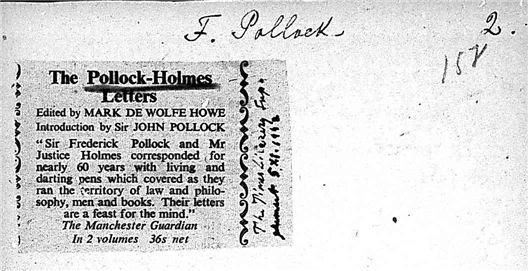 F. Pollock 2.
The Pollock-Holmes
Letters
Edited by MARK DE WOLFE HOWE
Introduction by Sir JOHN POLLOCK
“Sir Frederick Pollock and Mr
Justice Holmes corresponded for
nearly 60 years with living and
darting pens which covered as they
ran the territory of law and philo-
sophy, men and books. Their letters
are a feast for the mind.”
The Manchester Guardian
In 2 volumes 36s net
The Times Literary